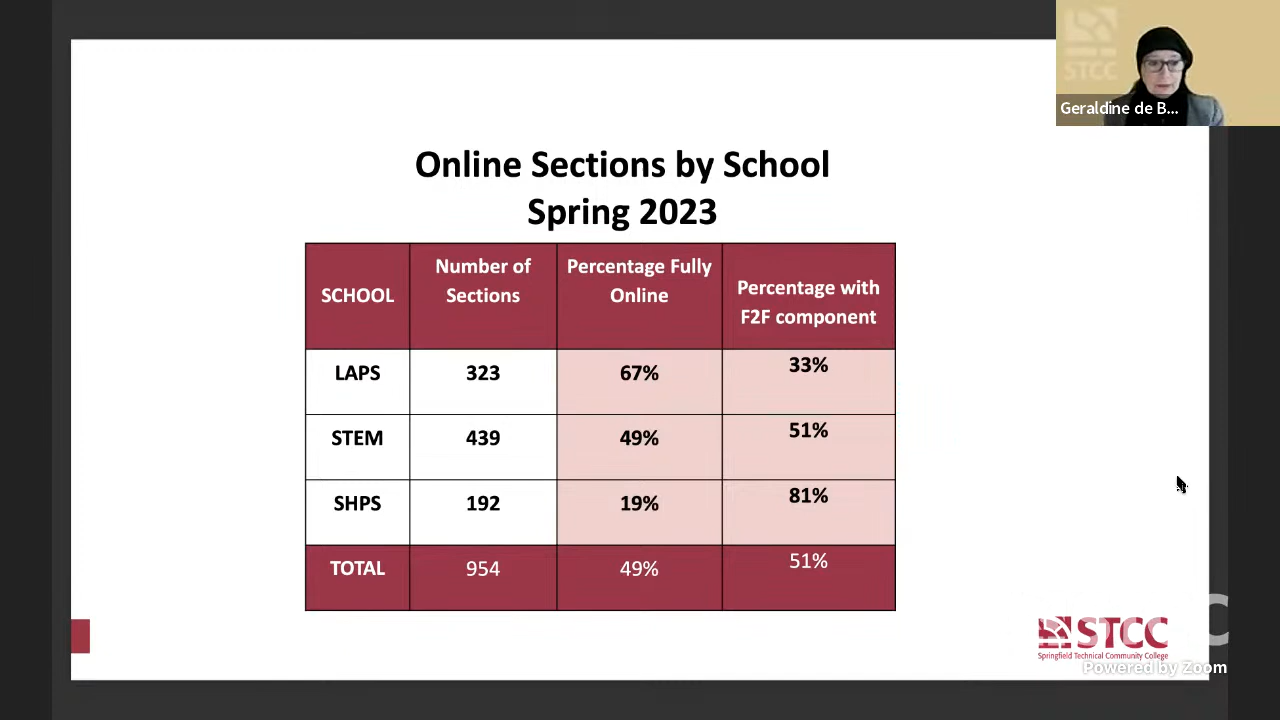 STCC
Geraldine de B...
Online Sections by School
Spring 2023
SCHOOL
Number of
Sections
Percentage Fully
Online
Percentage with
F2F component
LAPS 323 67% 33%
STEM 439 49% 51%
SHPS 192 19% 81%
TOTAL 954 49% 51%
STCC
Springfield Technical Community College
Powered by Zoom